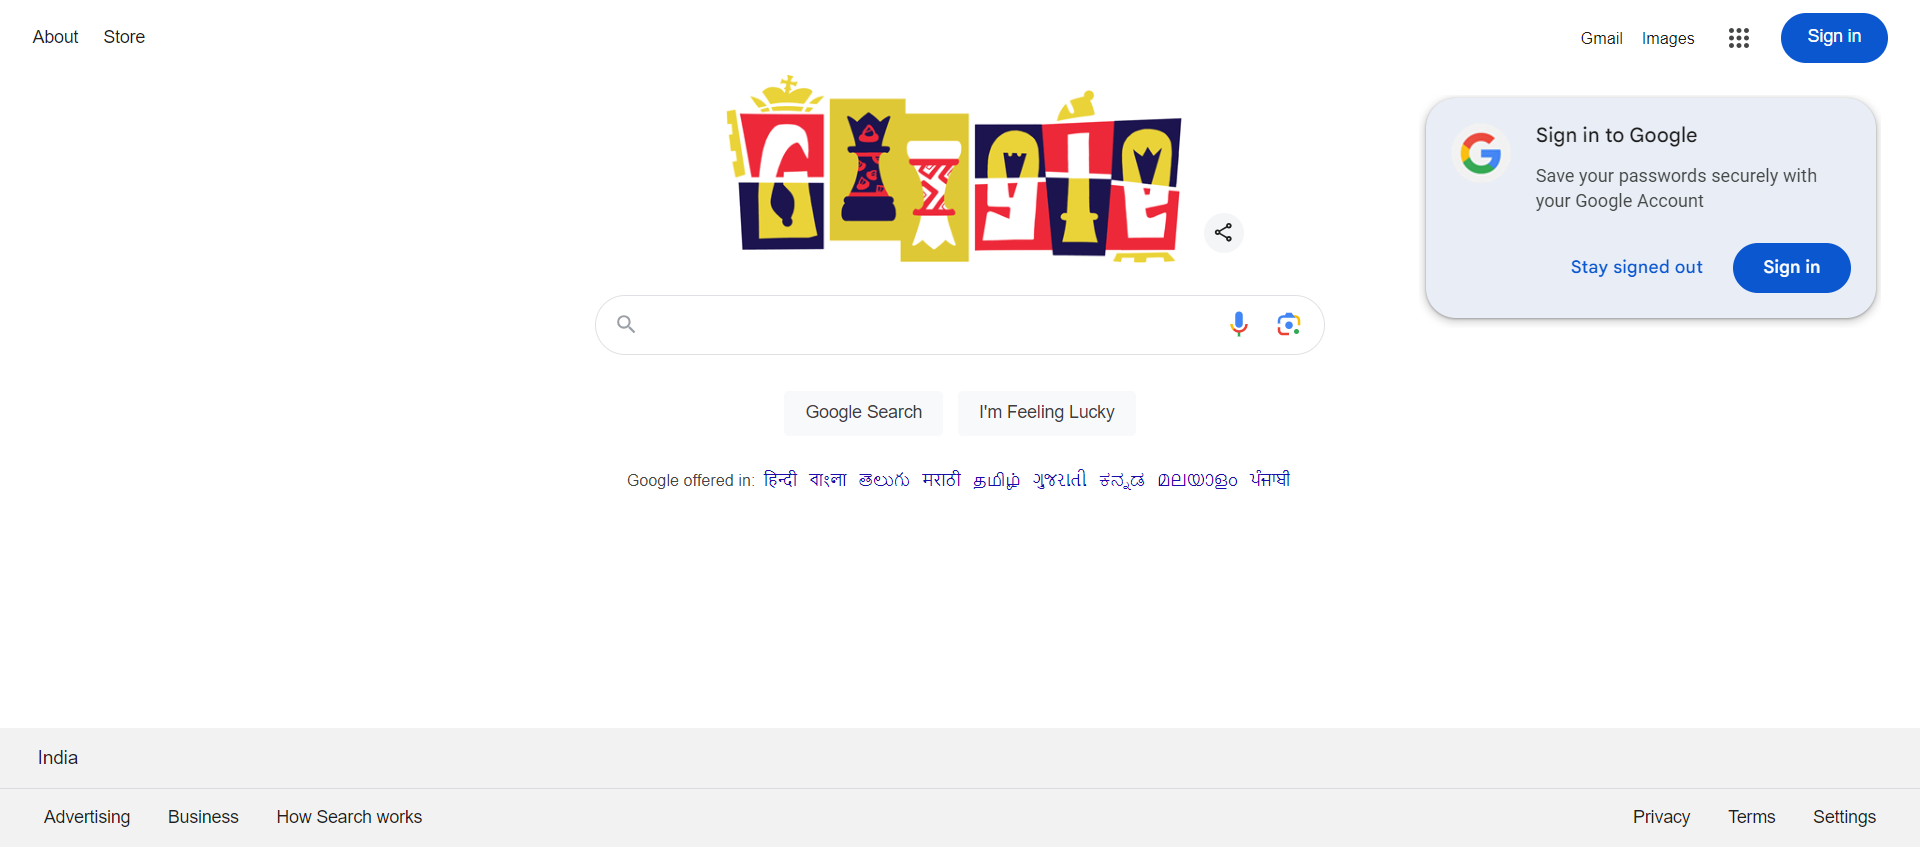 About Store
Gmail Images Sign in
Google
Sign in to Google
Save your passwords securely with
your Google Account
Stay signed out Sign in
Google Search I'm Feeling Lucky
Google offered in: हिन्दी বাংলা తెలుగు मराठी தமிழ் ગુજરાતી ಕನ್ನಡ മലയാളം ਪੰਜਾਬੀ
India
Advertising Business How Search works
Privacy Terms Settings